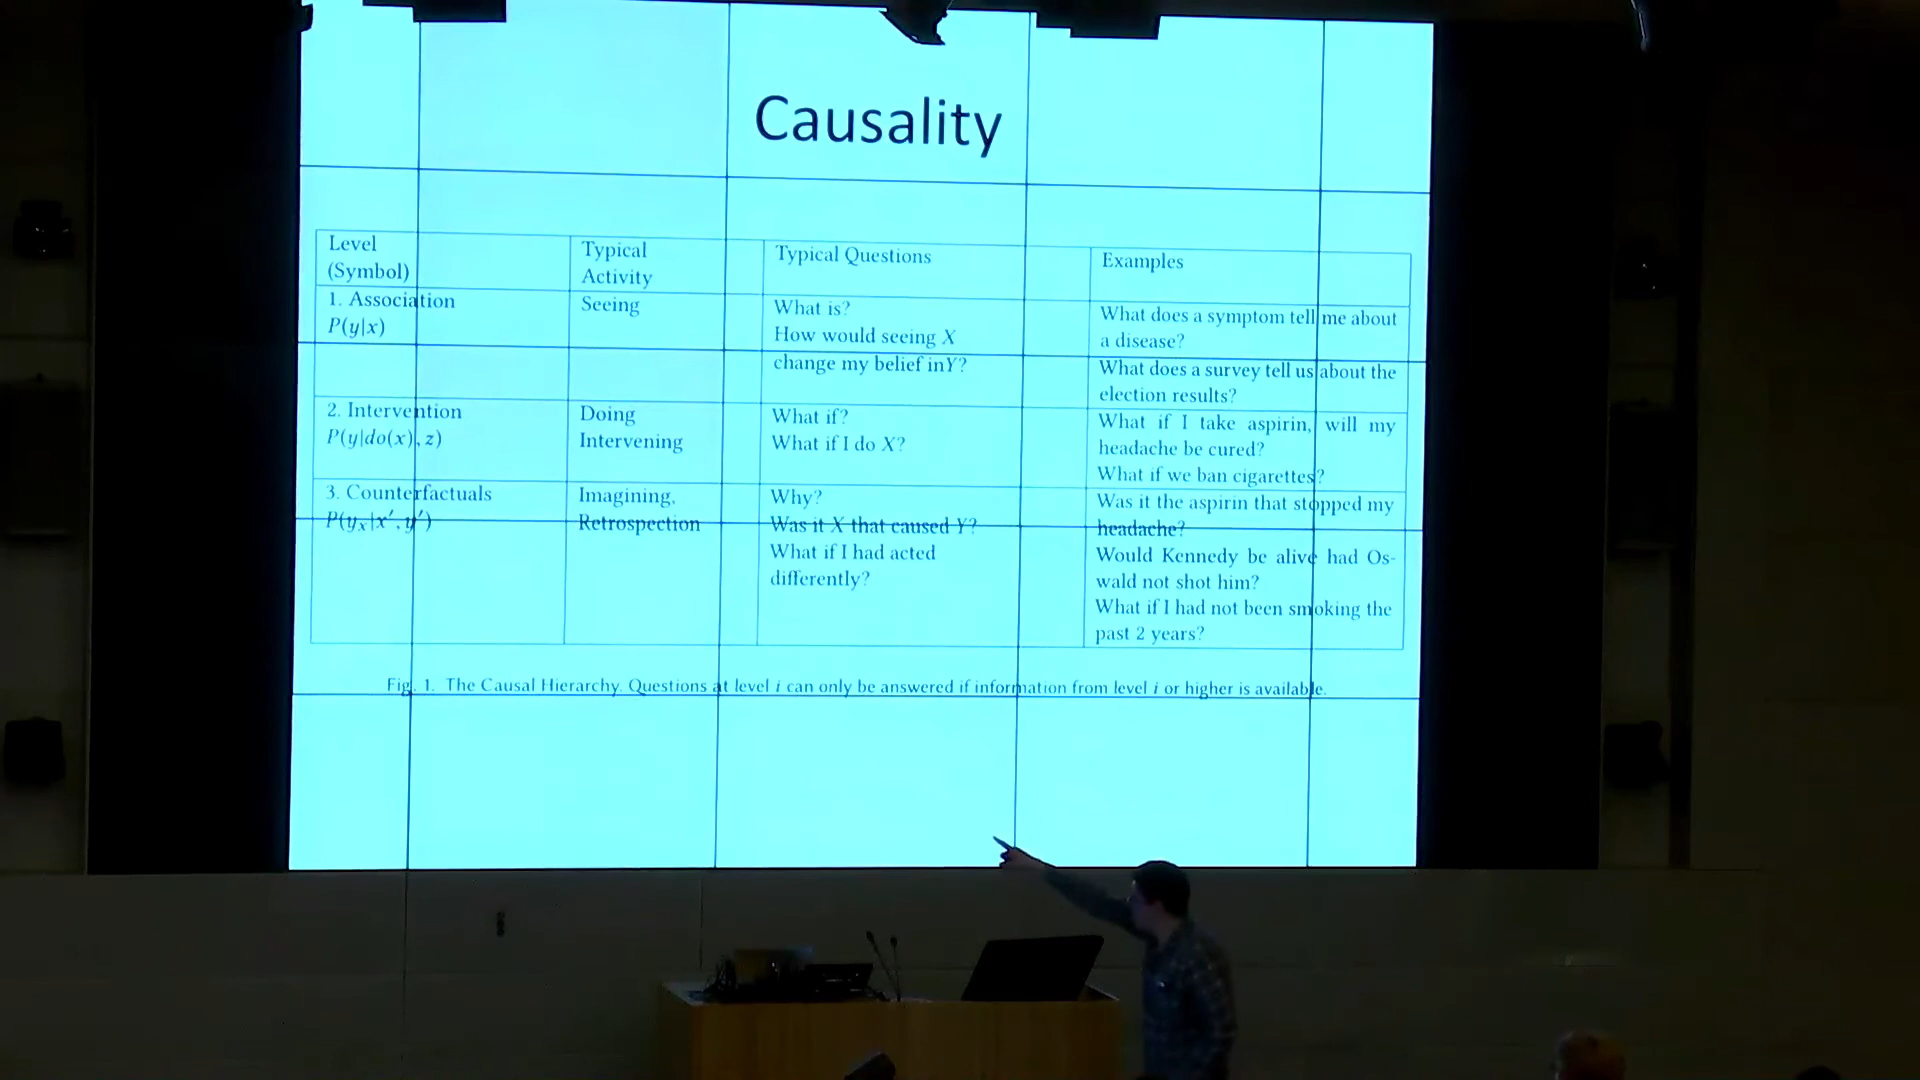 Causality
Level
(Symbol)
Typical
Activity
Typical Questions
Examples
1. Association
P(y|x)
Seeing
What is?
How would seeing X
change my belief inY?
What does a symptom tell me about
a disease?
What does a survey tell us about the
election results?
2. Intervention
P(y|do(x), z)
Doing
Intervening
What if?
What if I do X?
What if I take aspirin, will my
headache be cured?
What if we ban cigarettes?
3. Counterfactuals
P(yₓ|x′, y′)
Imagining,
Retrospection
Why?
Was it X that caused Y?
What if I had acted
differently?
Was it the aspirin that stopped my
headache?
Would Kennedy be alive had Os-
wald not shot him?
What if I had not been smoking the
past 2 years?
Fig. 1. The Causal Hierarchy. Questions at level i can only be answered if information from level i or higher is available.